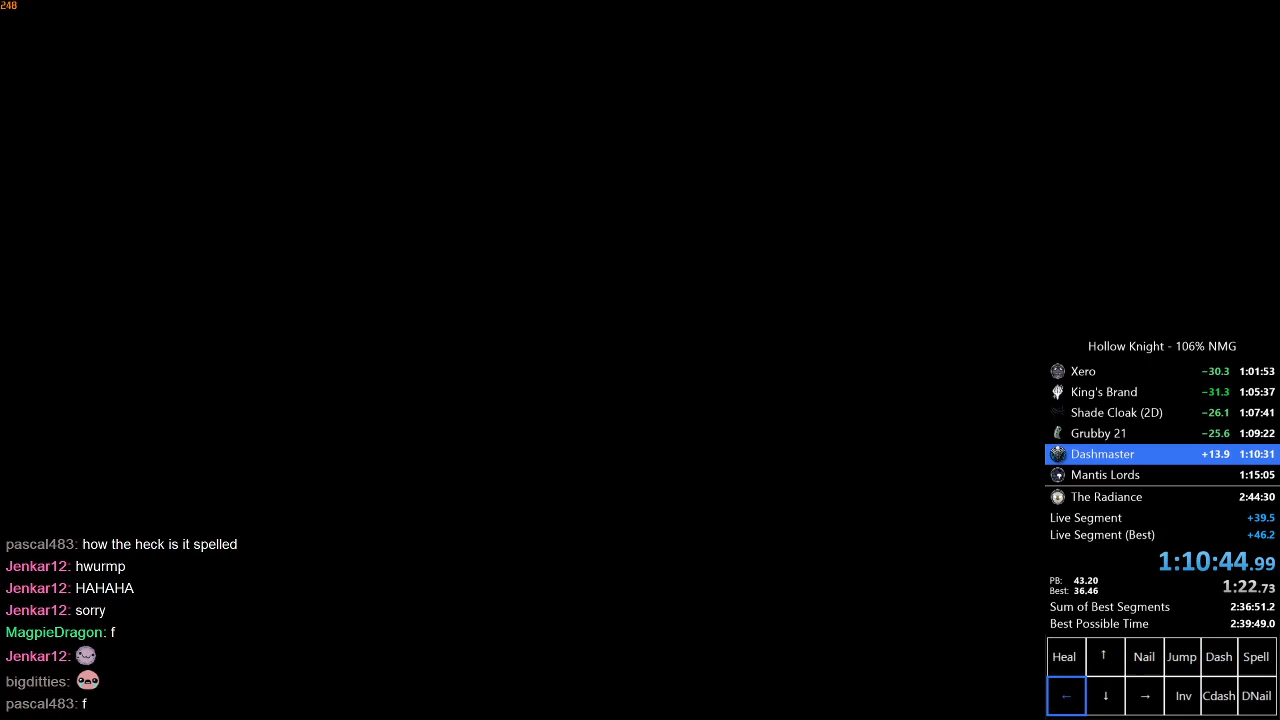 248
Hollow Knight - 106% NMG
Xero −30.3 1:01:53
King's Brand −31.3 1:05:37
Shade Cloak (2D) −26.1 1:07:41
Grubby 21 −25.6 1:09:22
Dashmaster +13.9 1:10:31
Mantis Lords 1:15:05
The Radiance 2:44:30
Live Segment +39.5
Live Segment (Best) +46.2
1:10:44.99
PB: 43.20
Best: 36.46
1:22.73
Sum of Best Segments 2:36:51.2
Best Possible Time 2:39:49.0
Heal ↑ Nail Jump Dash Spell
← ↓ → Inv Cdash DNail
pascal483: how the heck is it spelled
Jenkar12: hwurmp
Jenkar12: HAHAHA
Jenkar12: sorry
MagpieDragon: f
Jenkar12:
bigditties:
pascal483: f